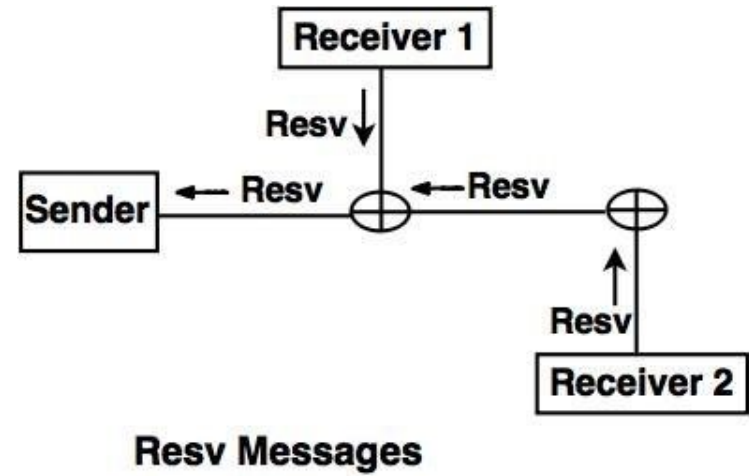 Receiver 1
Resv
Resv
Resv
Sender
Resv
Receiver 2
Resv Messages